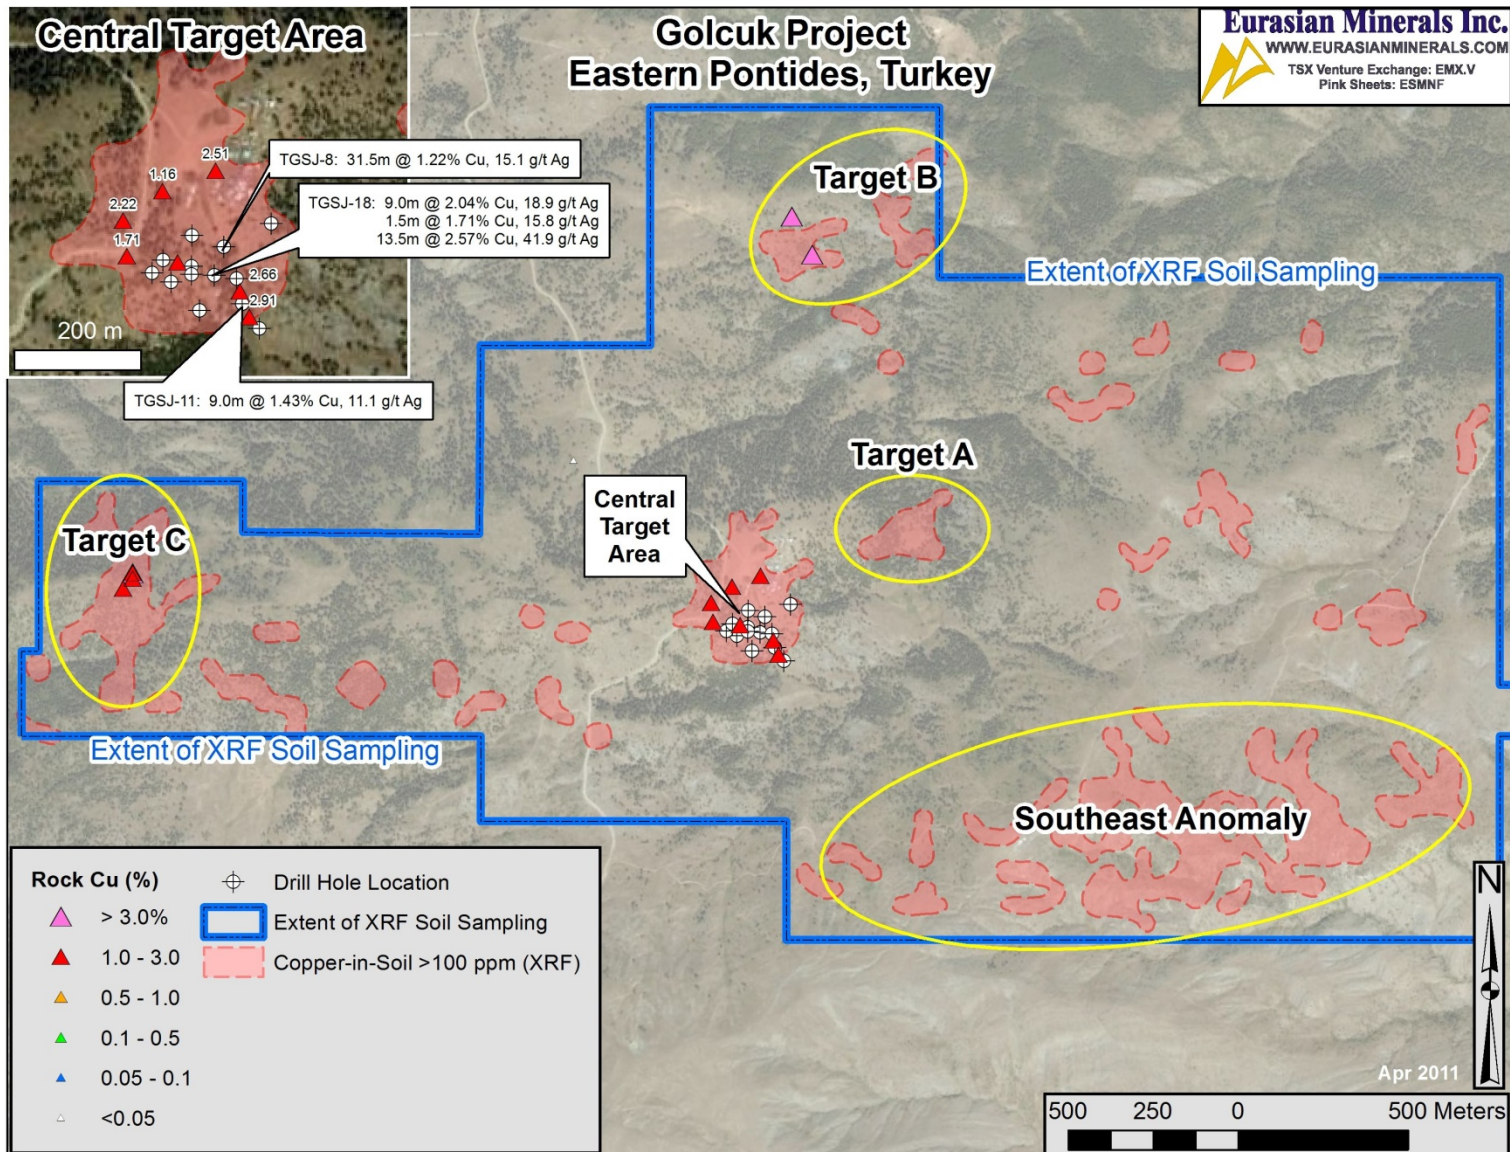 Central Target Area
Golcuk Project
Eastern Pontides, Turkey
Eurasian Minerals Inc.
WWW.EURASIANMINERALS.COM
TSX Venture Exchange: EMX.V
Pink Sheets: ESMNF
2.51
1.16
2.22
1.71
2.66
2.91
200 m
TGSJ-8: 31.5m @ 1.22% Cu, 15.1 g/t Ag
TGSJ-18: 9.0m @ 2.04% Cu, 18.9 g/t Ag
1.5m @ 1.71% Cu, 15.8 g/t Ag
13.5m @ 2.57% Cu, 41.9 g/t Ag
TGSJ-11: 9.0m @ 1.43% Cu, 11.1 g/t Ag
Target B
Extent of XRF Soil Sampling
Target A
Central
Target
Area
Target C
Extent of XRF Soil Sampling
Southeast Anomaly
Rock Cu (%)
> 3.0%
1.0 - 3.0
0.5 - 1.0
0.1 - 0.5
0.05 - 0.1
<0.05
Drill Hole Location
Extent of XRF Soil Sampling
Copper-in-Soil >100 ppm (XRF)
N
Apr 2011
500 250 0 500 Meters